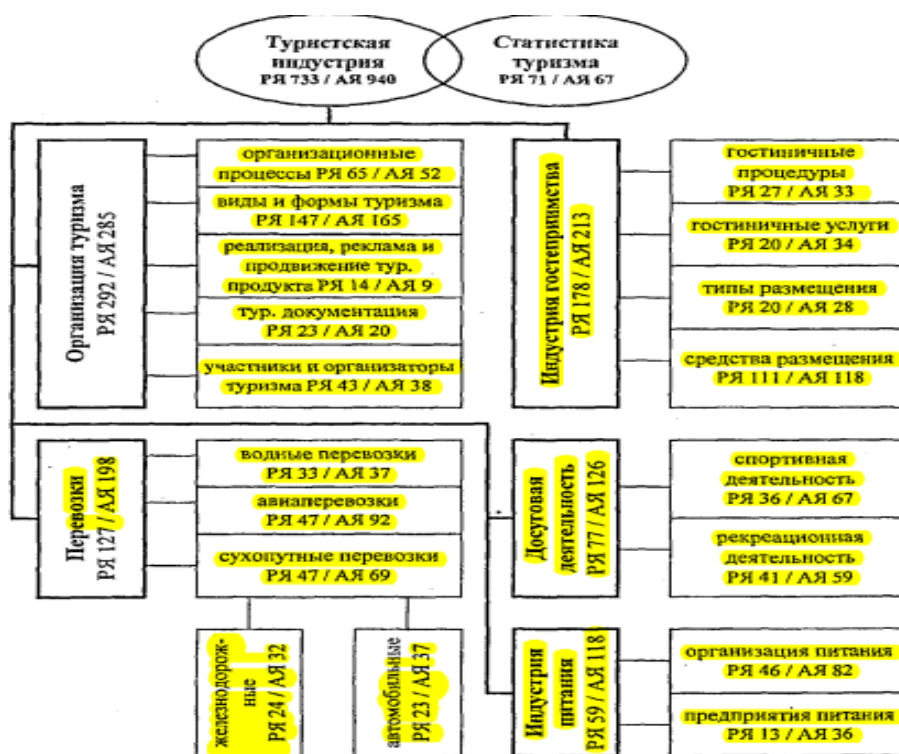 Туристская
индустрия
РЯ 733 / АЯ 940
Статистика
туризма
РЯ 71 / АЯ 67
Организация туризма
РЯ 292 / АЯ 285
организационные
процессы РЯ 65 / АЯ 52
виды и формы туризма
РЯ 147 / АЯ 165
реализация, реклама и
продвижение тур.
продукта РЯ 14 / АЯ 9
тур. документация
РЯ 23 / АЯ 20
участники и организаторы
туризма РЯ 43 / АЯ 38
Индустрия гостеприимства
РЯ 178 / АЯ 213
гостиничные
процедуры
РЯ 27 / АЯ 33
гостиничные услуги
РЯ 20 / АЯ 34
типы размещения
РЯ 20 / АЯ 28
средства размещения
РЯ 111 / АЯ 118
Перевозки
РЯ 127 / АЯ 198
водные перевозки
РЯ 33 / АЯ 37
авиаперевозки
РЯ 47 / АЯ 92
сухопутные перевозки
РЯ 47 / АЯ 69
железнодорож-
ные
РЯ 24 / АЯ 32
автомобильные
РЯ 23 / АЯ 37
Досуговая
деятельность
РЯ 77 / АЯ 126
спортивная
деятельность
РЯ 36 / АЯ 67
рекреационная
деятельность
РЯ 41 / АЯ 59
Индустрия
питания
РЯ 59 / АЯ 118
организация питания
РЯ 46 / АЯ 82
предприятия питания
РЯ 13 / АЯ 36